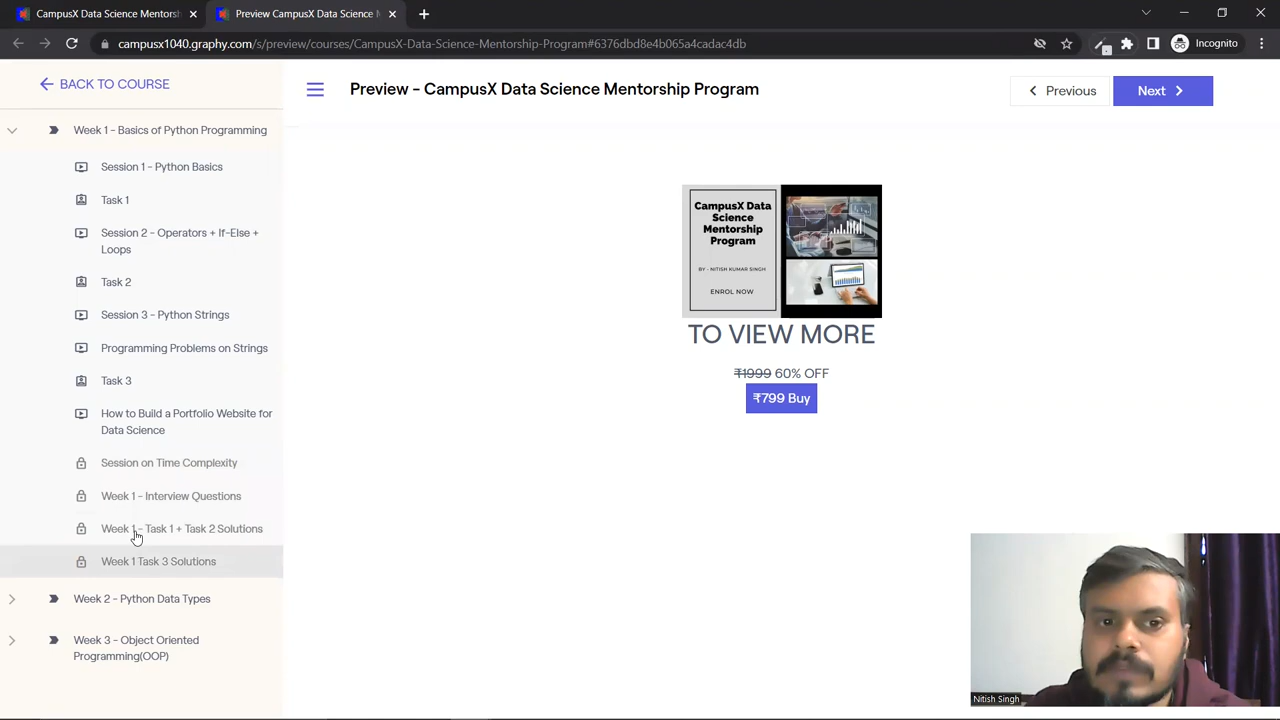 CampusX Data Science Mentorsh
Preview CampusX Data Science M
campusx1040.graphy.com/s/preview/courses/CampusX-Data-Science-Mentorship-Program#6376dbd8e4b065a4cadac4db
Incognito
BACK TO COURSE
Preview - CampusX Data Science Mentorship Program
Previous
Next
Week 1 - Basics of Python Programming
Session 1 - Python Basics
Task 1
Session 2 - Operators + If-Else +
Loops
Task 2
Session 3 - Python Strings
Programming Problems on Strings
Task 3
How to Build a Portfolio Website for
Data Science
Session on Time Complexity
Week 1 - Interview Questions
Week 1 - Task 1 + Task 2 Solutions
Week 1 Task 3 Solutions
Week 2 - Python Data Types
Week 3 - Object Oriented
Programming(OOP)
CampusX Data
Science
Mentorship
Program
BY - NITISH KUMAR SINGH
ENROL NOW
TO VIEW MORE
₹1999 60% OFF
₹799 Buy
Nitish Singh